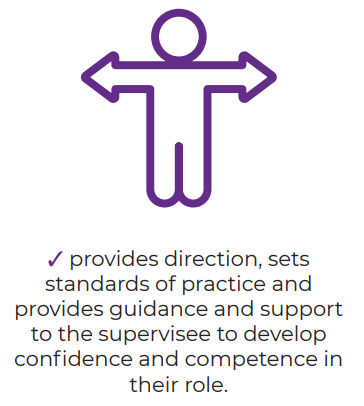 ✓ provides direction, sets
standards of practice and
provides guidance and support
to the supervisee to develop
confidence and competence in
their role.